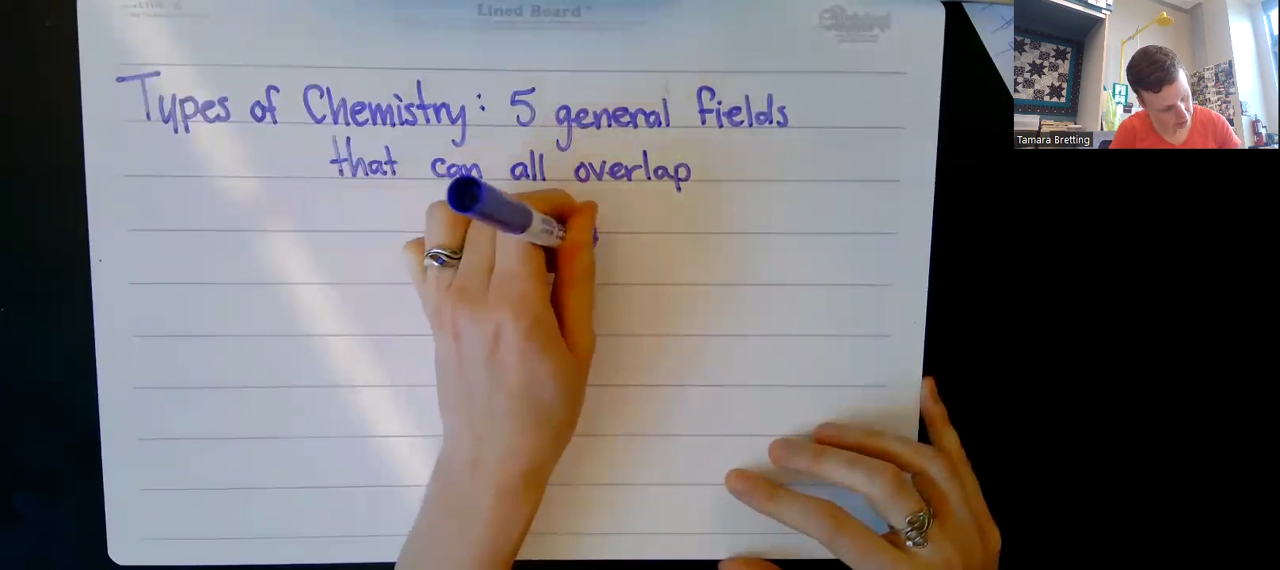 Lined Board
Types of Chemistry: 5 general fields
that can all overlap
Tamara Bretting